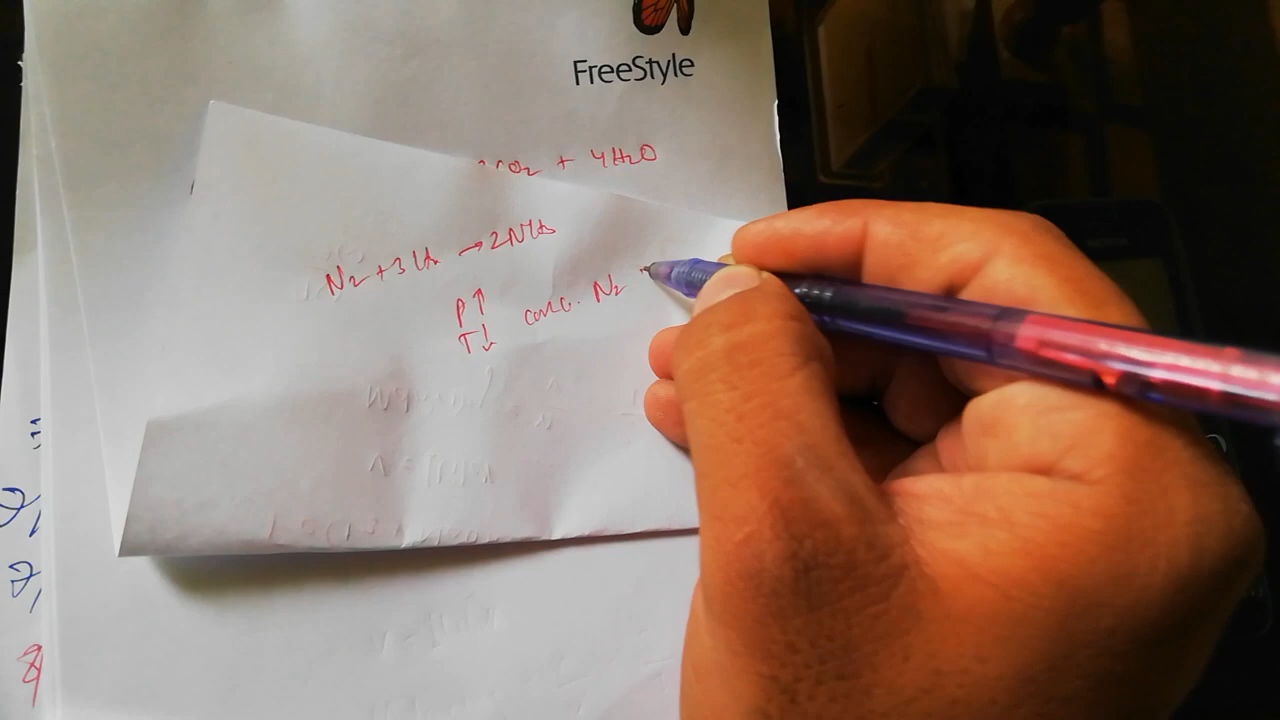 FreeStyle
CO2 + 4H2O
N2 + 3H2 → 2NH3
P↑
T↓ conc. N2